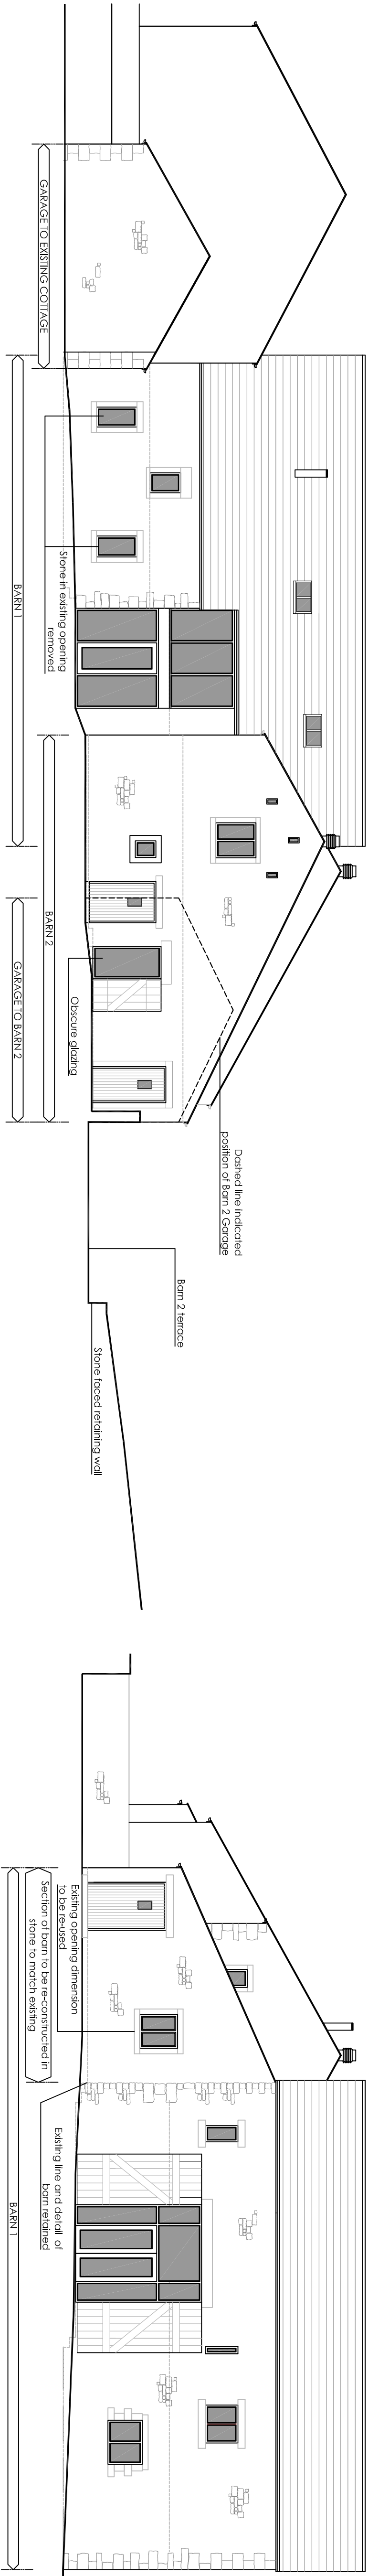 GARAGE TO EXISTING COTTAGE
BARN 1
Stone in existing opening
removed
BARN 2
GARAGE TO BARN 2
Obscure glazing
Dashed line indicated
position of Barn 2 Garage
Barn 2 terrace
Stone faced retaining wall
Existing opening dimension
to be re-used
Section of barn to be re-constructed in
stone to match existing
Existing line and detail of
barn retained
BARN 1